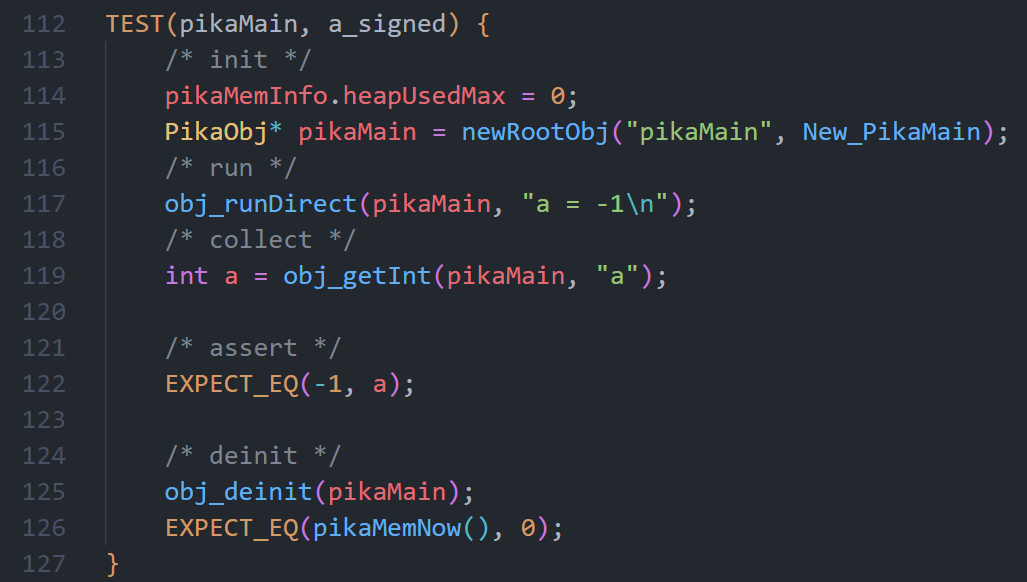 112 TEST(pikaMain, a_signed) {
113 /* init */
114 pikaMemInfo.heapUsedMax = 0;
115 PikaObj* pikaMain = newRootObj("pikaMain", New_PikaMain);
116 /* run */
117 obj_runDirect(pikaMain, "a = -1\n");
118 /* collect */
119 int a = obj_getInt(pikaMain, "a");
120
121 /* assert */
122 EXPECT_EQ(-1, a);
123
124 /* deinit */
125 obj_deinit(pikaMain);
126 EXPECT_EQ(pikaMemNow(), 0);
127 }